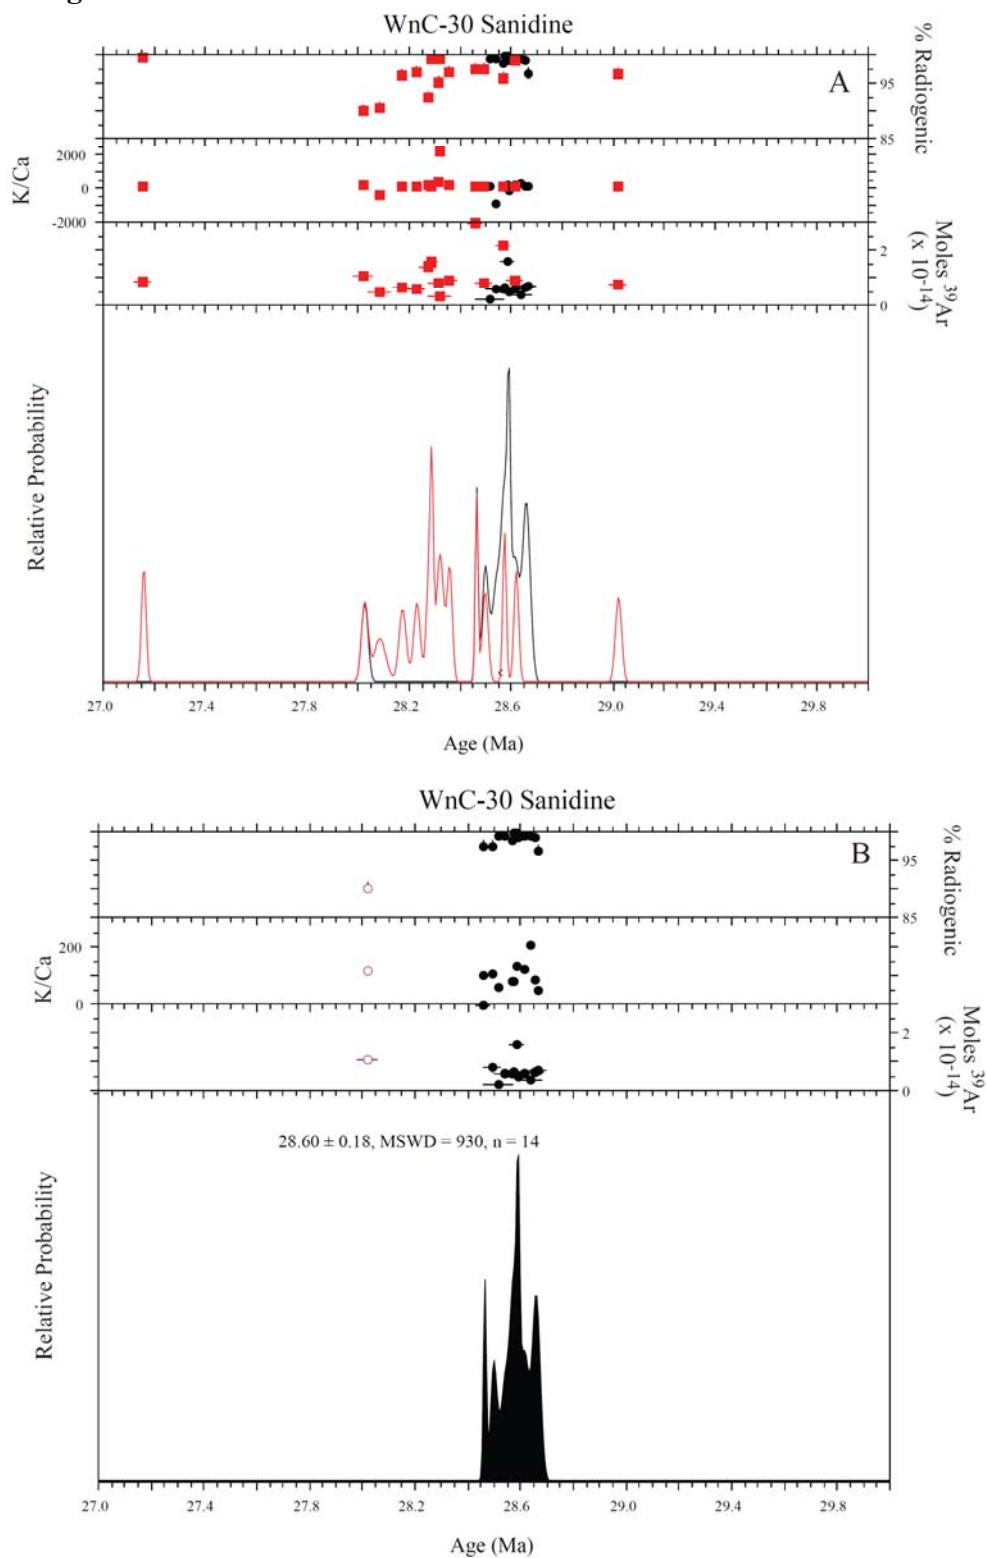 WnC-30 Sanidine
A
% Radiogenic
95
85
K/Ca
2000
0
-2000
Moles 39Ar
(x 10-14)
2
0
Relative Probability
27.0 27.4 27.8 28.2 28.6 29.0 29.4 29.8
Age (Ma)
WnC-30 Sanidine
B
% Radiogenic
95
85
K/Ca
200
0
Moles 39Ar
(x 10-14)
2
0
28.60 ± 0.18, MSWD = 930, n = 14
Relative Probability
27.0 27.4 27.8 28.2 28.6 29.0 29.4 29.8
Age (Ma)